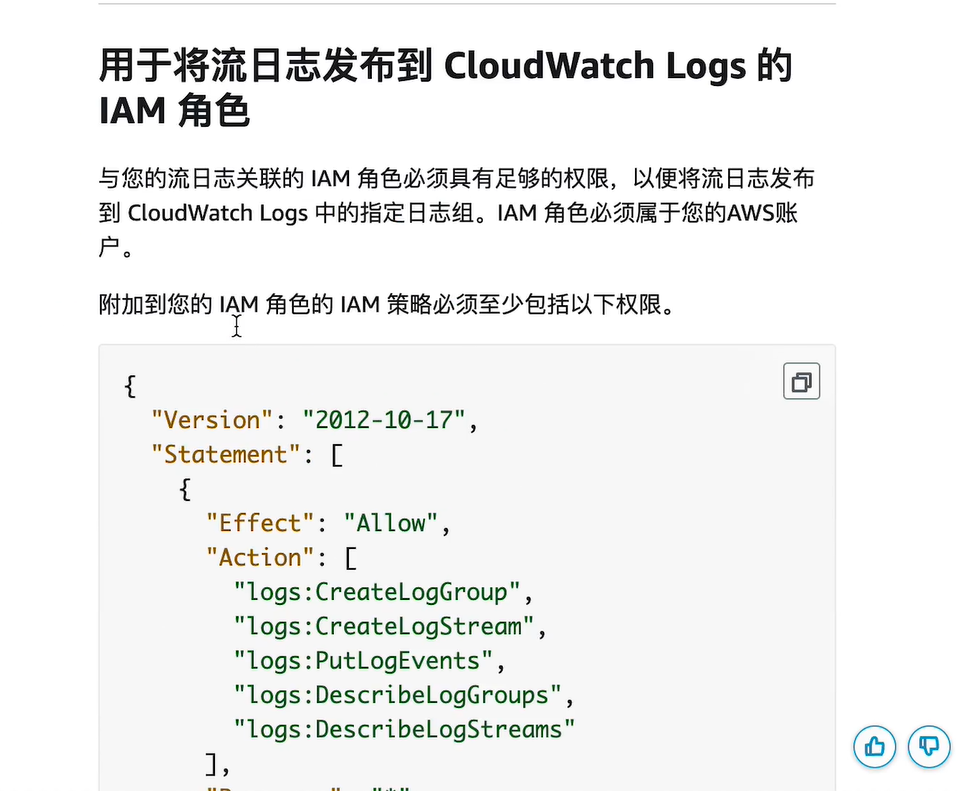 用于将流日志发布到 CloudWatch Logs 的
IAM 角色
与您的流日志关联的 IAM 角色必须具有足够的权限，以便将流日志发布
到 CloudWatch Logs 中的指定日志组。IAM 角色必须属于您的AWS账
户。
附加到您的 IAM 角色的 IAM 策略必须至少包括以下权限。
{
"Version": "2012-10-17",
"Statement": [
{
"Effect": "Allow",
"Action": [
"logs:CreateLogGroup",
"logs:CreateLogStream",
"logs:PutLogEvents",
"logs:DescribeLogGroups",
"logs:DescribeLogStreams"
],